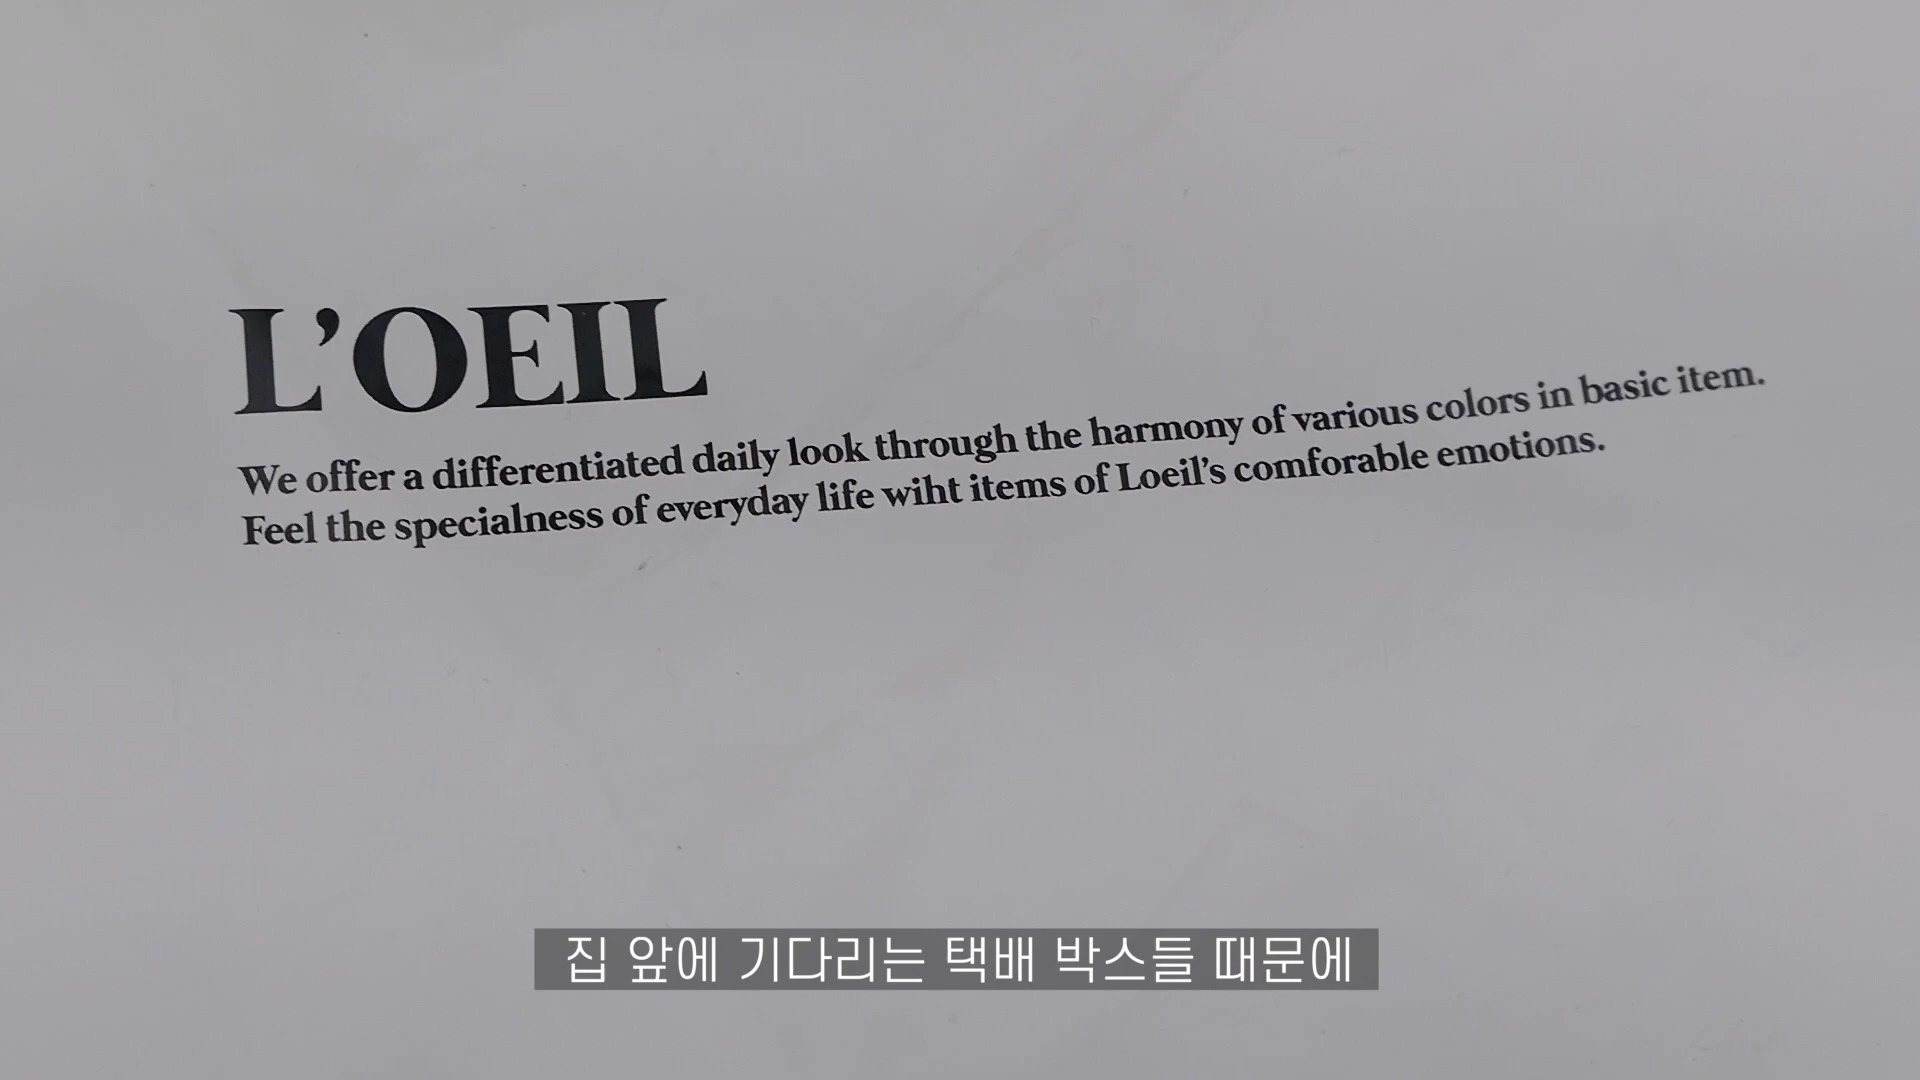 L'OEIL
We offer a differentiated daily look through the harmony of various colors in basic item.
Feel the specialness of everyday life wiht items of Loeil's comforable emotions.
집 앞에 기다리는 택배 박스들 때문에